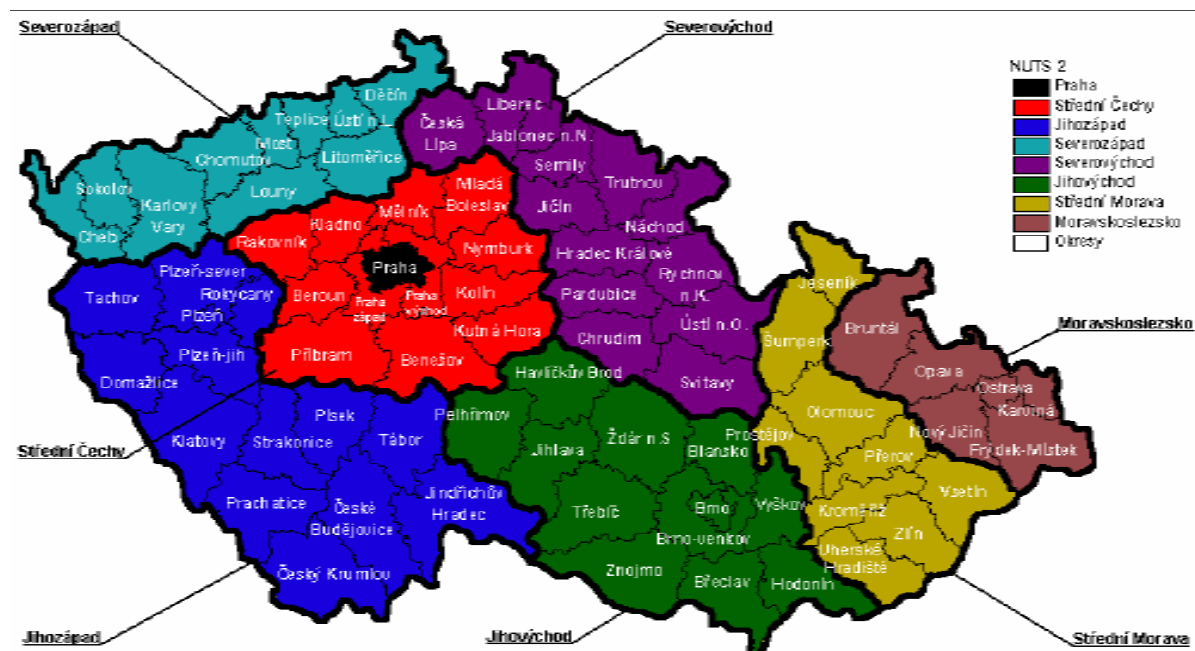 Severozápad
Severovýchod
NUTS 2
Praha
Střední Čechy
Jihozápad
Severozápad
Severovýchod
Jihovýchod
Střední Morava
Moravskoslezsko
Okresy
Děčín
Teplice
Ústí n.L.
Most
Chomutov
Litoměřice
Louny
Sokolov
Karlovy
Vary
Cheb
Česká
Lípa
Liberec
Jablonec n.N.
Semily
Trutnov
Jičín
Náchod
Hradec Králové
Rychnov
n.K.
Pardubice
Ústí n.O.
Chrudim
Svitavy
Mladá
Boleslav
Mělník
Kladno
Rakovník
Nymburk
Praha
Beroun
Praha
západ
Praha
východ
Kolín
Kutná Hora
Příbram
Benešov
Plzeň-sever
Tachov
Rokycany
Plzeň
Plzeň-jih
Domažlice
Klatovy
Písek
Strakonice
Tábor
Prachatice
České
Budějovice
Jindřichův
Hradec
Český Krumlov
Havlíčkův Brod
Pelhřimov
Jihlava
Ždár n.S
Blansko
Třebíč
Brno
Vyškov
Brno-venkov
Znojmo
Břeclav
Hodonín
Jeseník
Šumperk
Olomouc
Prostějov
Přerov
Kroměříž
Vsetín
Zlín
Uherské
Hradiště
Bruntál
Opava
Ostrava
Karviná
Nový Jičín
Frýdek-Místek
Moravskoslezsko
Střední Čechy
Jihozápad
Jihovýchod
Střední Morava